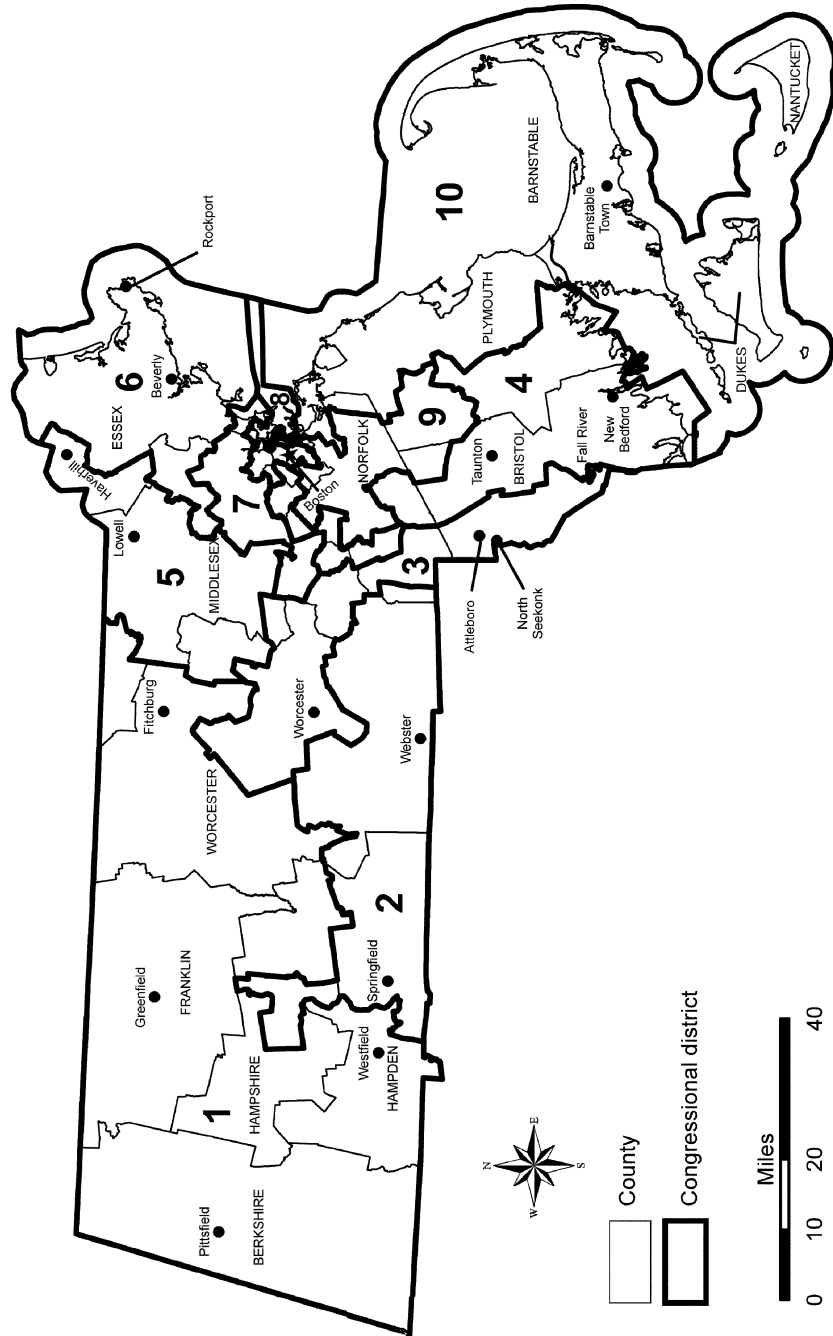 Rockport
Haverhill
6
Beverly
ESSEX
Lowell
5
MIDDLESEX
7
8
Boston
NORFOLK
Fitchburg
Worcester
WORCESTER
Webster
3
Attleboro
North
Seekonk
9
4
Taunton
BRISTOL
Fall River
New
Bedford
PLYMOUTH
10
BARNSTABLE
Barnstable
Town
DUKES
NANTUCKET
Greenfield
FRANKLIN
2
Springfield
1
HAMPSHIRE
Westfield
HAMPDEN
Pittsfield
BERKSHIRE
N
W
E
S
County
Congressional district
Miles
0 10 20 40